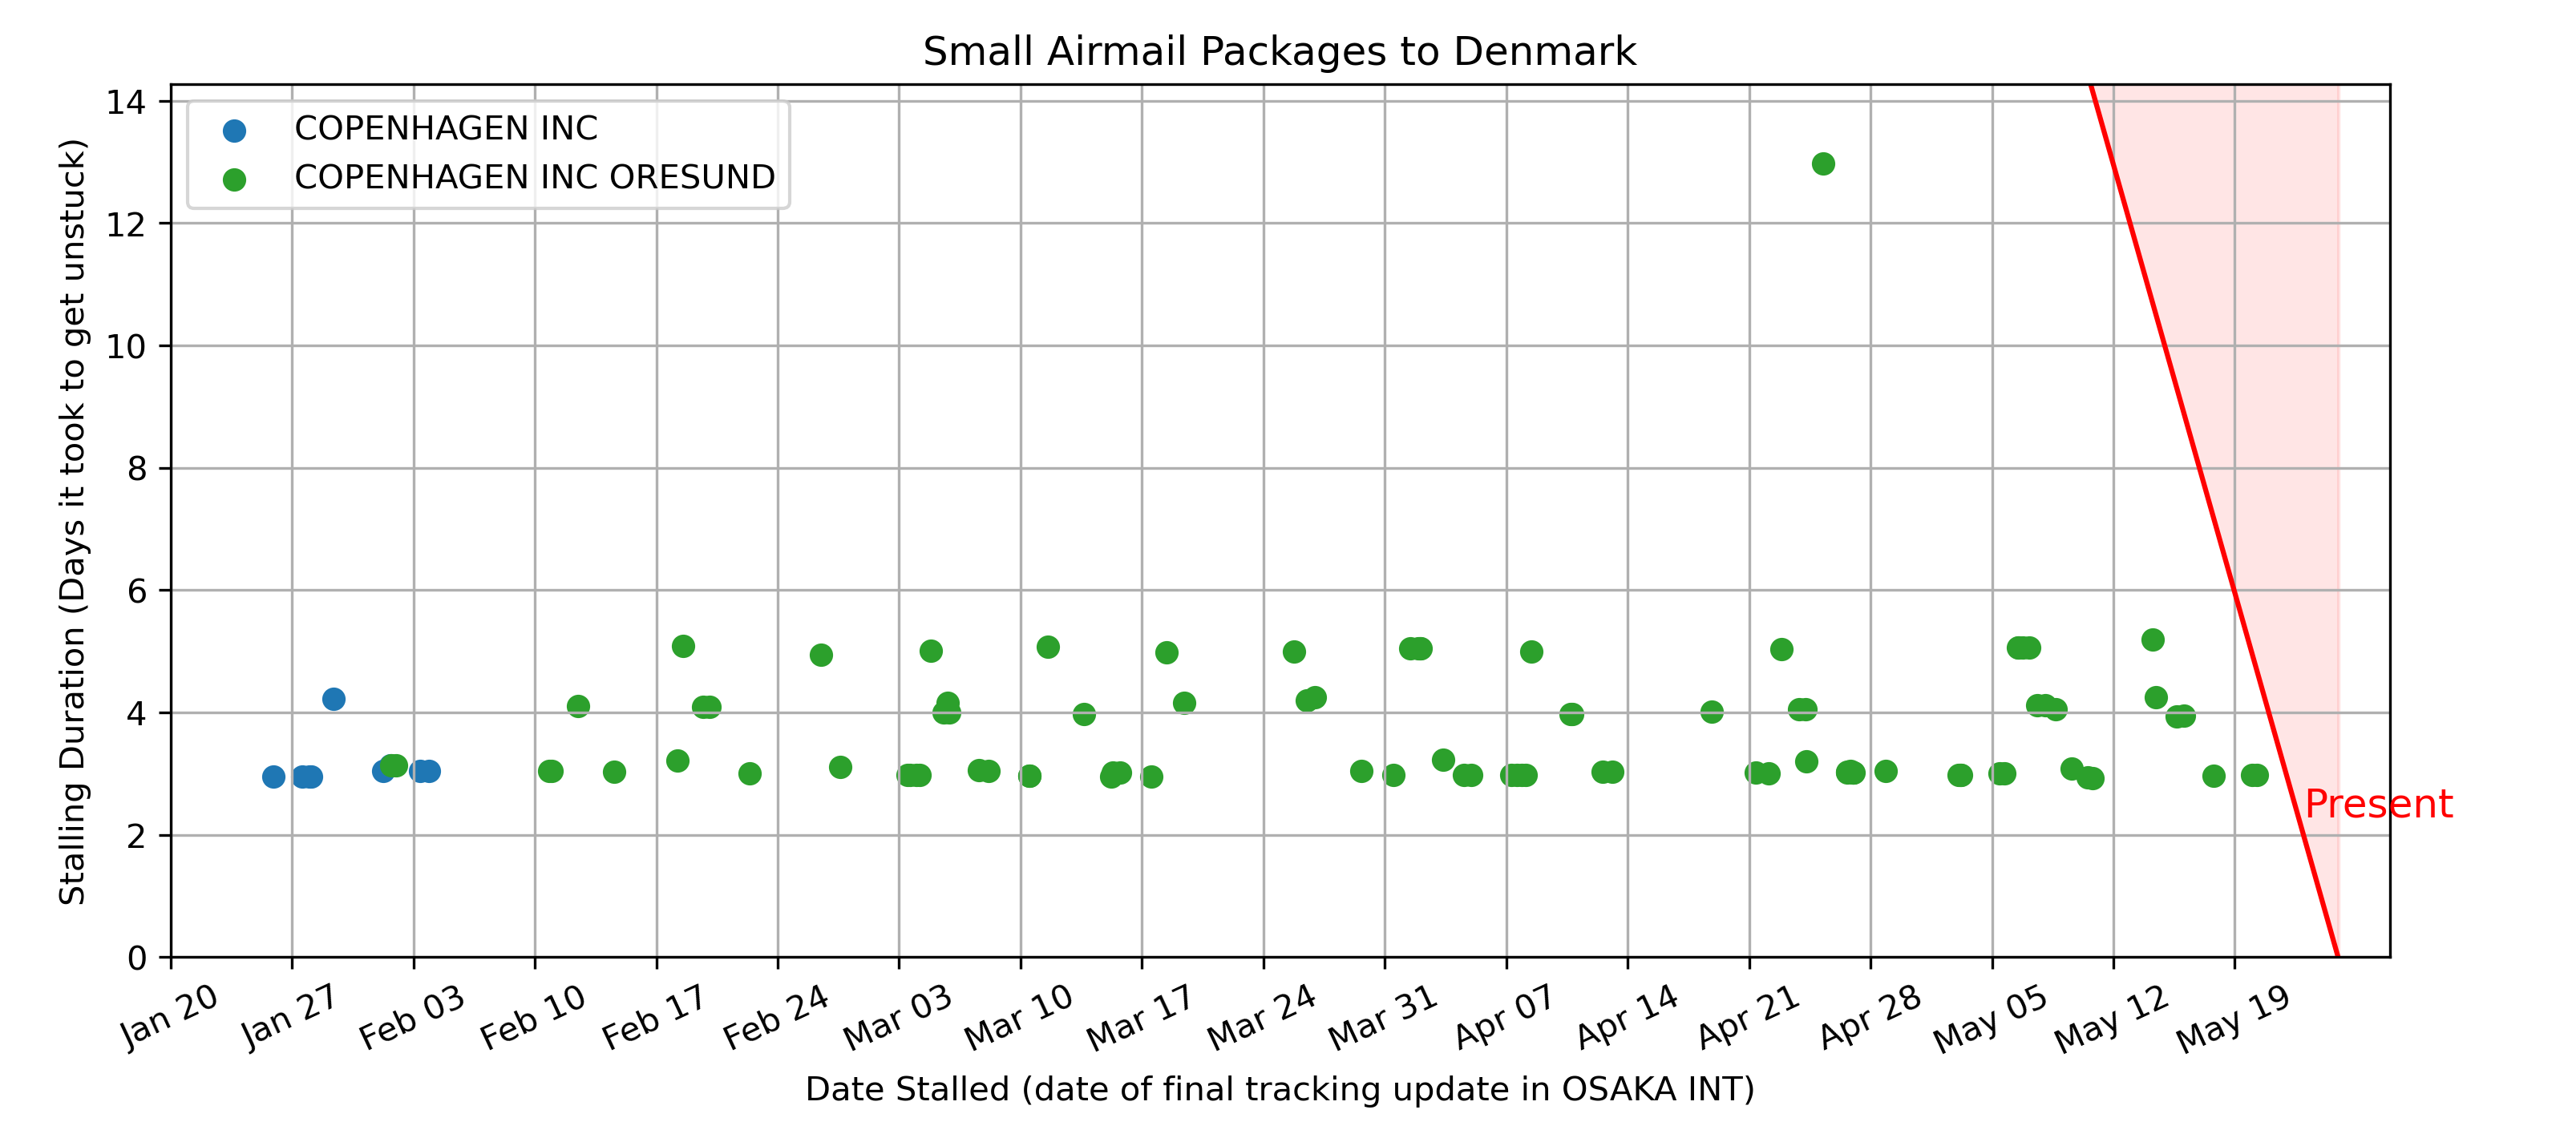 Small Airmail Packages to Denmark
COPENHAGEN INC
COPENHAGEN INC ORESUND
Stalling Duration (Days it took to get unstuck)
14
12
10
8
6
4
2
0
Present
Jan 20
Jan 27
Feb 03
Feb 10
Feb 17
Feb 24
Mar 03
Mar 10
Mar 17
Mar 24
Mar 31
Apr 07
Apr 14
Apr 21
Apr 28
May 05
May 12
May 19
Date Stalled (date of final tracking update in OSAKA INT)